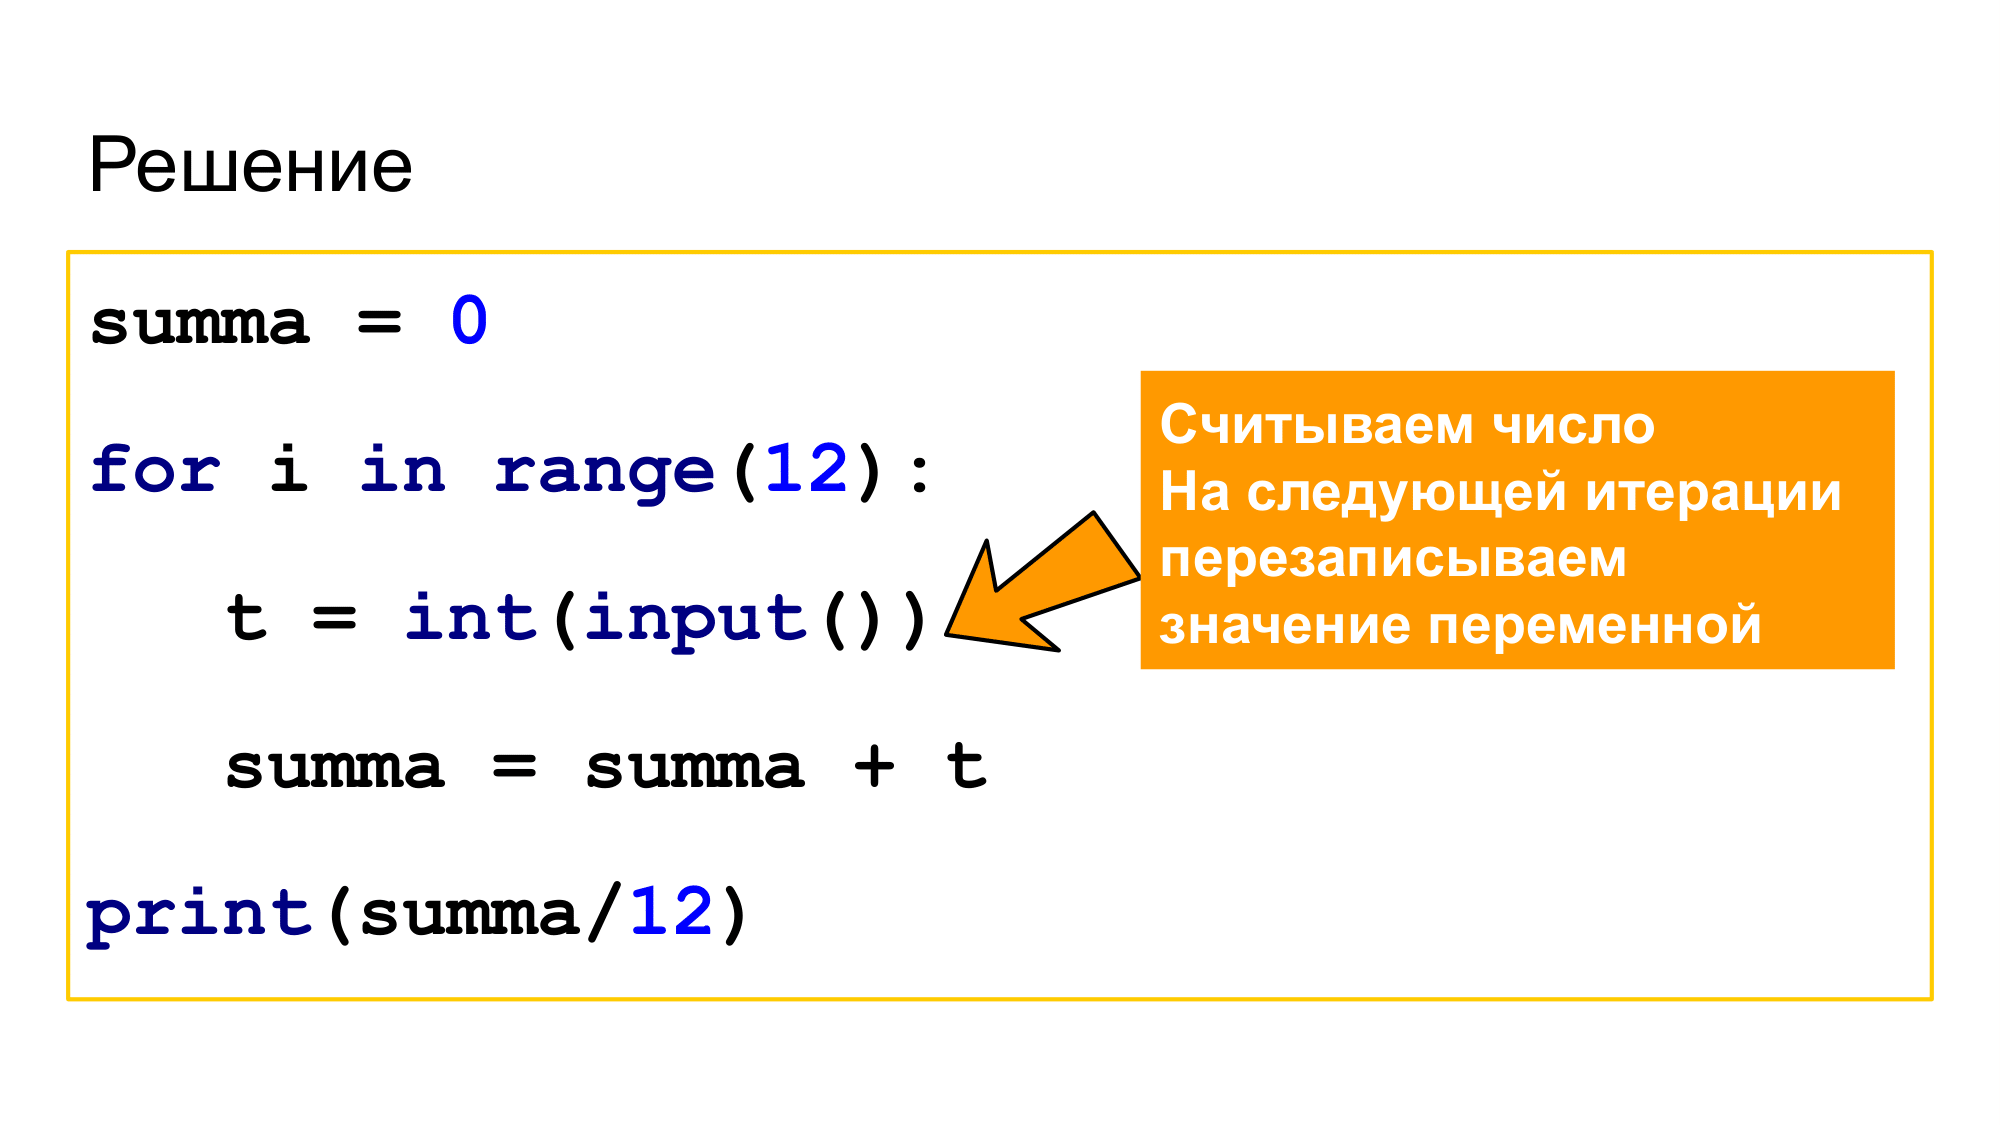 Решение
summa = 0
for i in range(12):
   t = int(input())
   summa = summa + t
print(summa/12)
Считываем число
На следующей итерации
перезаписываем
значение переменной